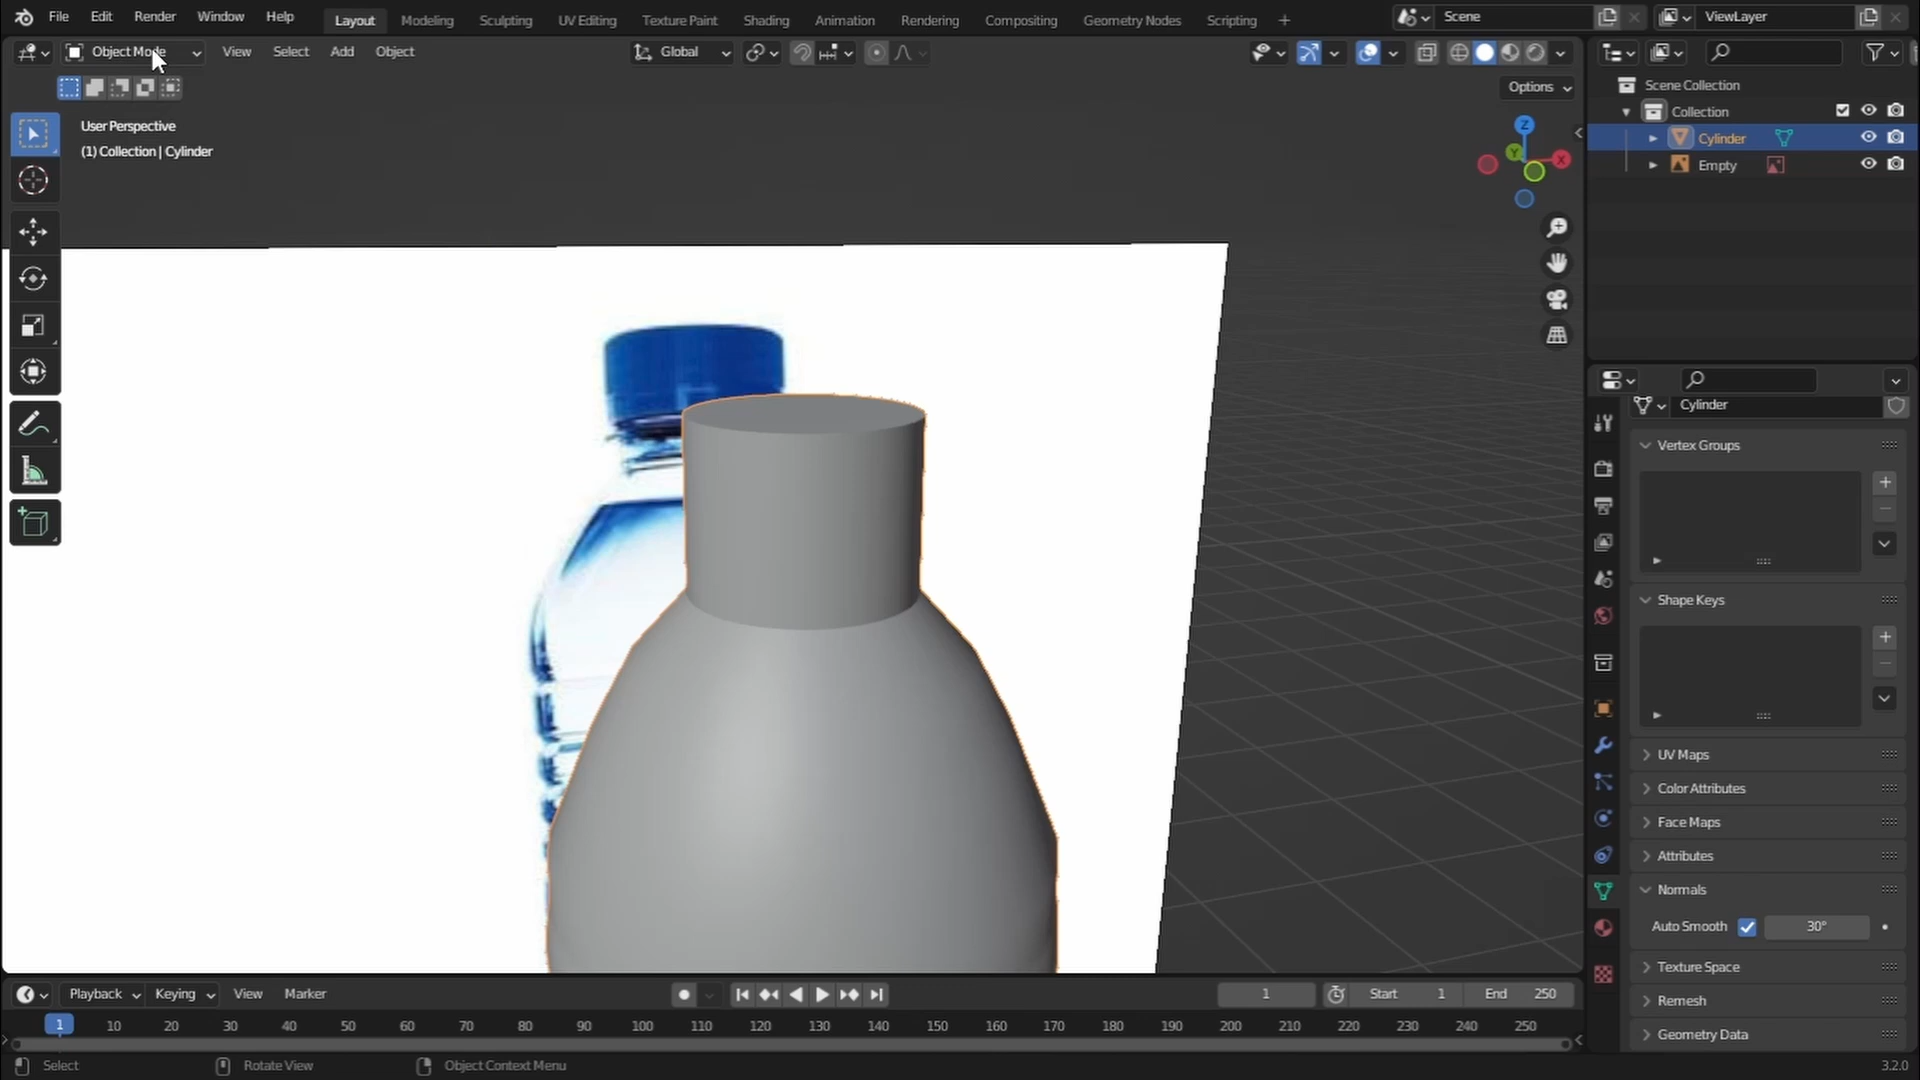 File Edit Render Window Help Layout Modeling Sculpting UV Editing Texture Paint Shading Animation Rendering Compositing Geometry Nodes Scripting + Scene ViewLayer
Object Mode View Select Add Object Global
Options
User Perspective
(1) Collection | Cylinder
Z
Y
X
Scene Collection
Collection
Cylinder
Empty
Cylinder
Vertex Groups
Shape Keys
UV Maps
Color Attributes
Face Maps
Attributes
Normals
Auto Smooth 30°
Texture Space
Remesh
Geometry Data
Playback Keying View Marker 1 Start 1 End 250
1 10 20 30 40 50 60 70 80 90 100 110 120 130 140 150 160 170 180 190 200 210 220 230 240 250
Select Rotate View Object Context Menu 3.2.0